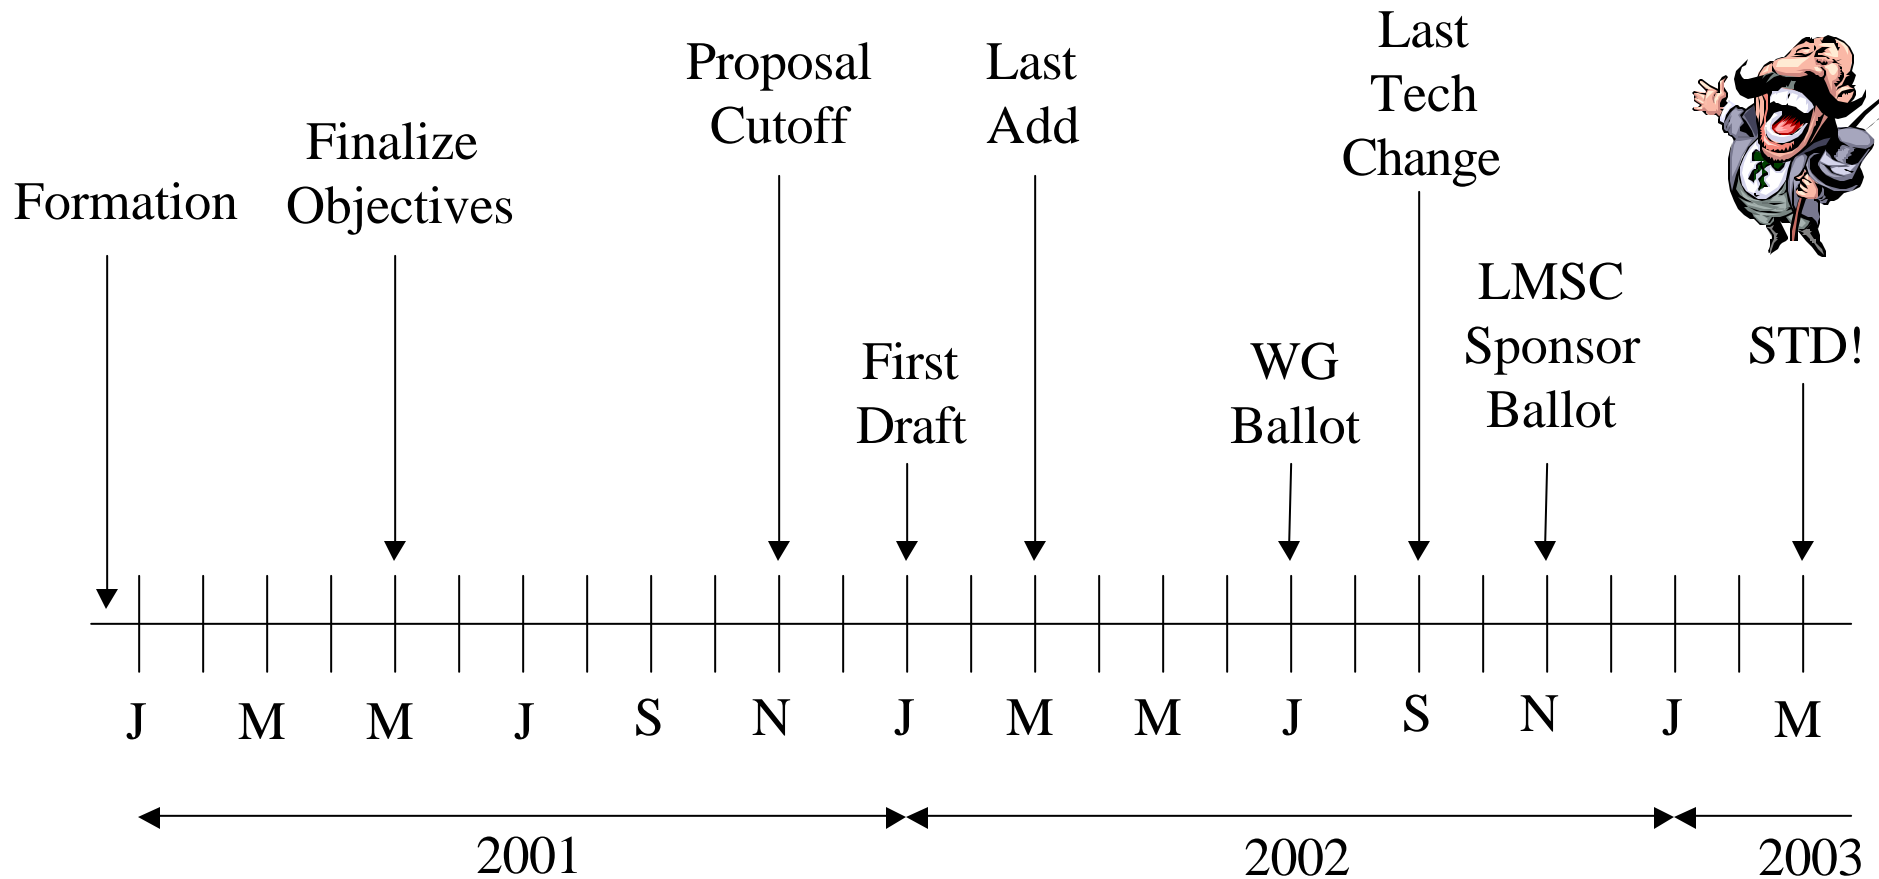 Formation
Finalize
Objectives
Proposal
Cutoff
First
Draft
Last
Add
WG
Ballot
Last
Tech
Change
LMSC
Sponsor
Ballot
STD!
J M M J S N J M M J S N J M
2001 2002 2003